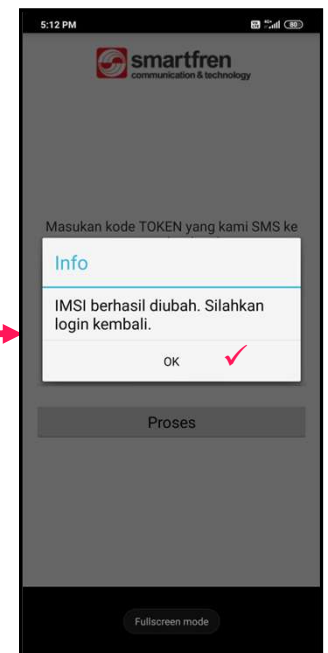 5:12 PM
80
smartfren
communication & technology
Masukan kode TOKEN yang kami SMS ke
Info
IMSI berhasil diubah. Silahkan
login kembali.
OK
Proses
Fullscreen mode